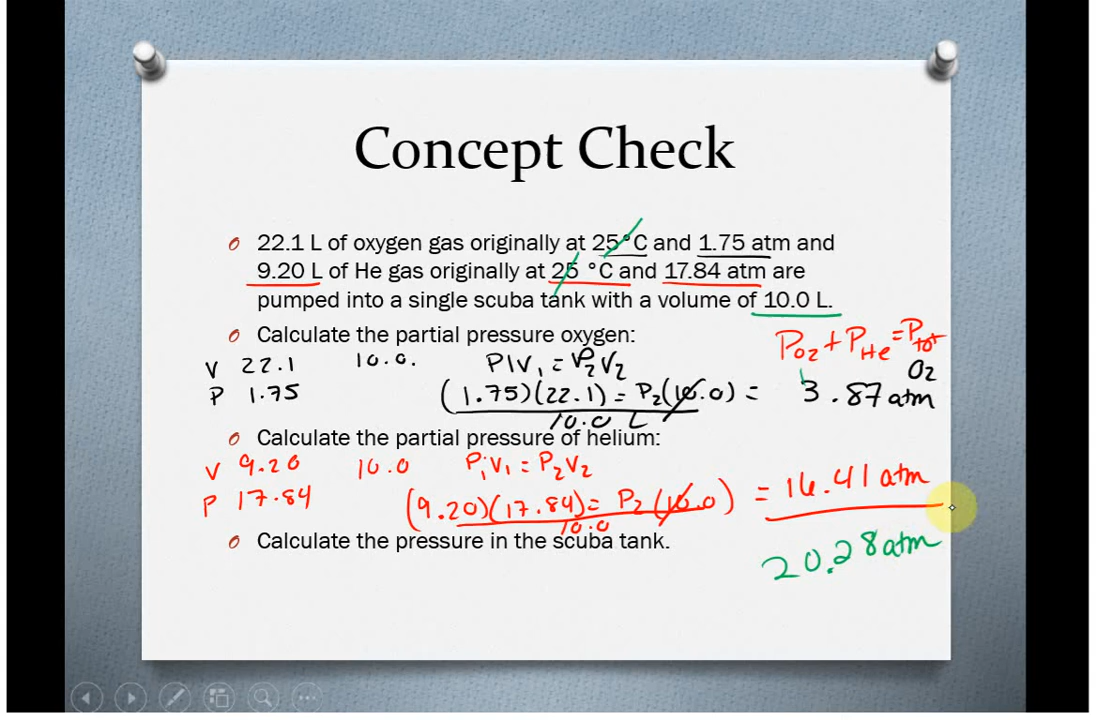 Concept Check
22.1 L of oxygen gas originally at 25°C and 1.75 atm and
9.20 L of He gas originally at 25 °C and 17.84 atm are
pumped into a single scuba tank with a volume of 10.0 L.
Calculate the partial pressure oxygen:
PO2 + PHe = Ptot
V 22.1 10.0. P1V1 = P2V2
O2
P 1.75 (1.75)(22.1) = P2(10.0) = 3.87 atm
10.0 L
Calculate the partial pressure of helium:
V 9.20 10.0 P1V1 = P2V2
P 17.84 (9.20)(17.84) = P2(10.0) = 16.41 atm
10.0
Calculate the pressure in the scuba tank.
20.28 atm